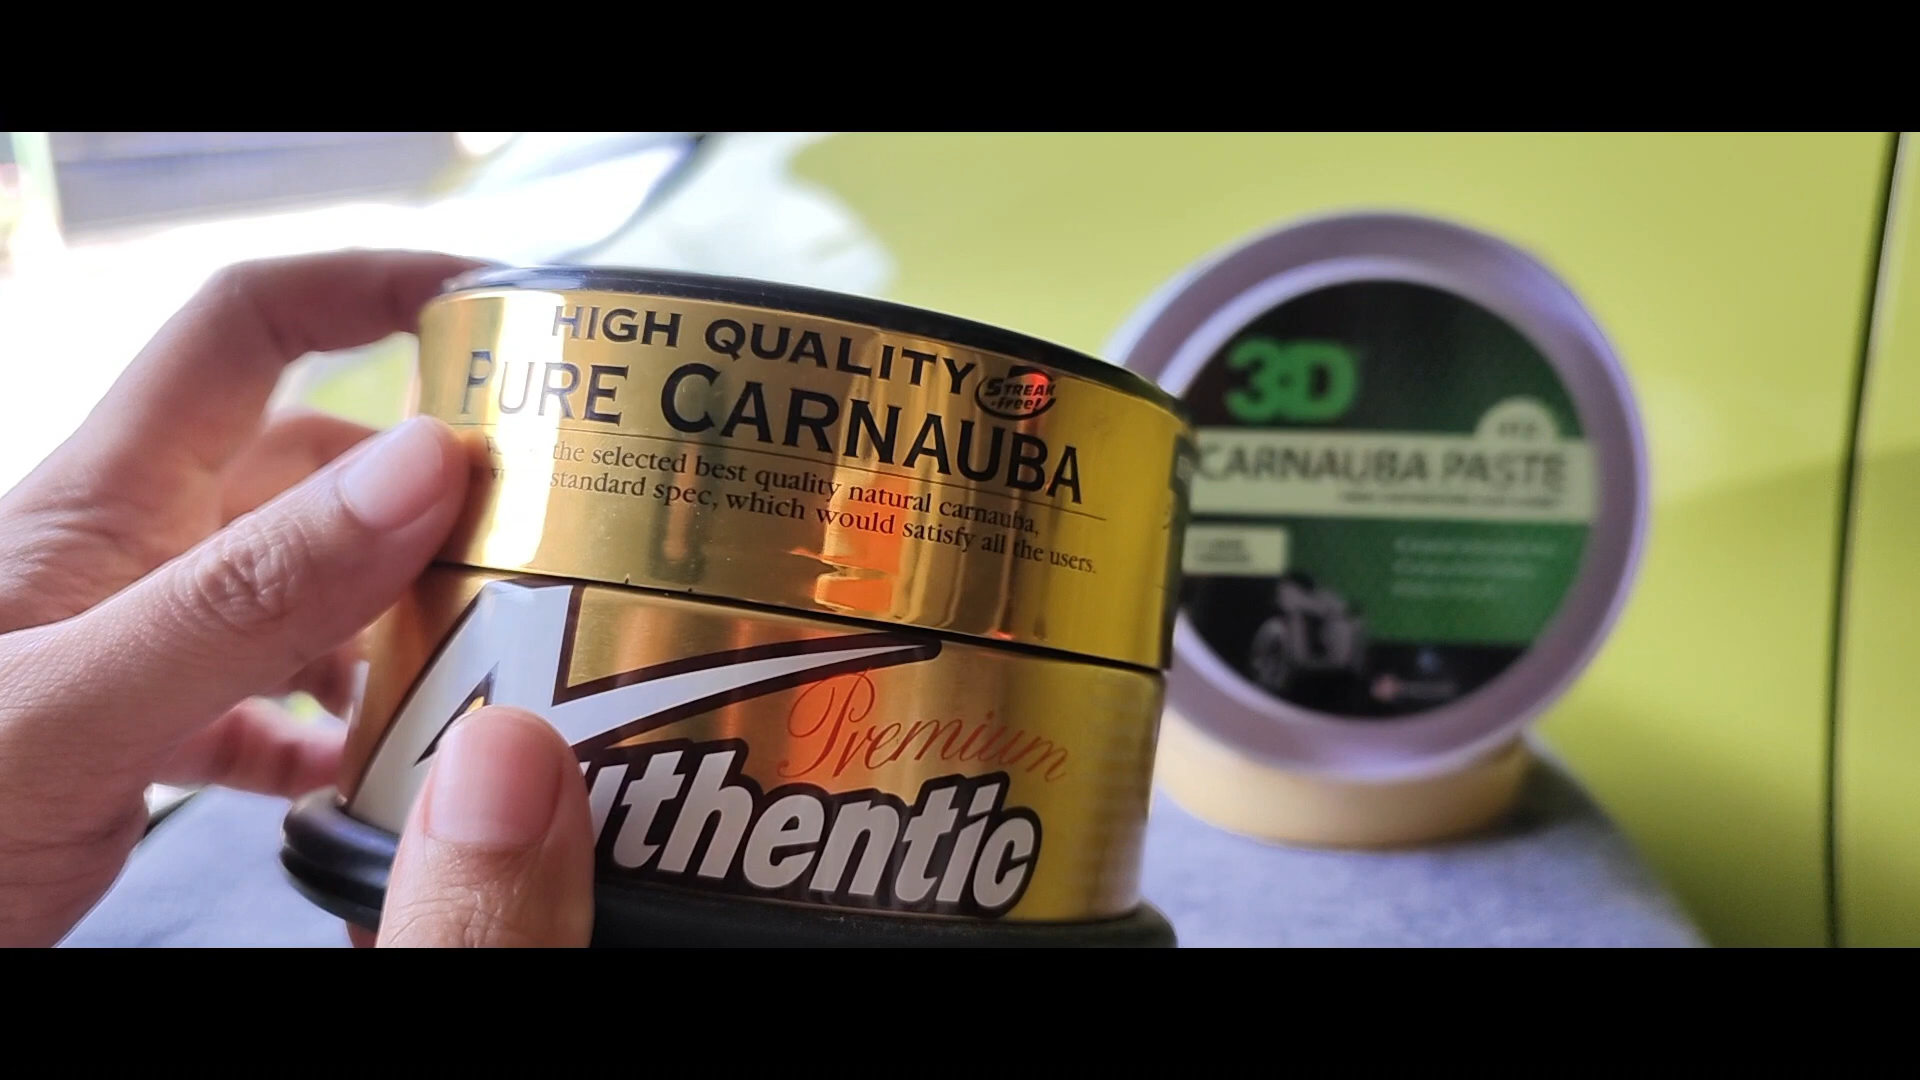 HIGH QUALITY
STREAK
-Free!
PURE CARNAUBA
the selected best quality natural carnauba,
standard spec, which would satisfy all the users.
Premium
Authentic
3D
CARNAUBA PASTE